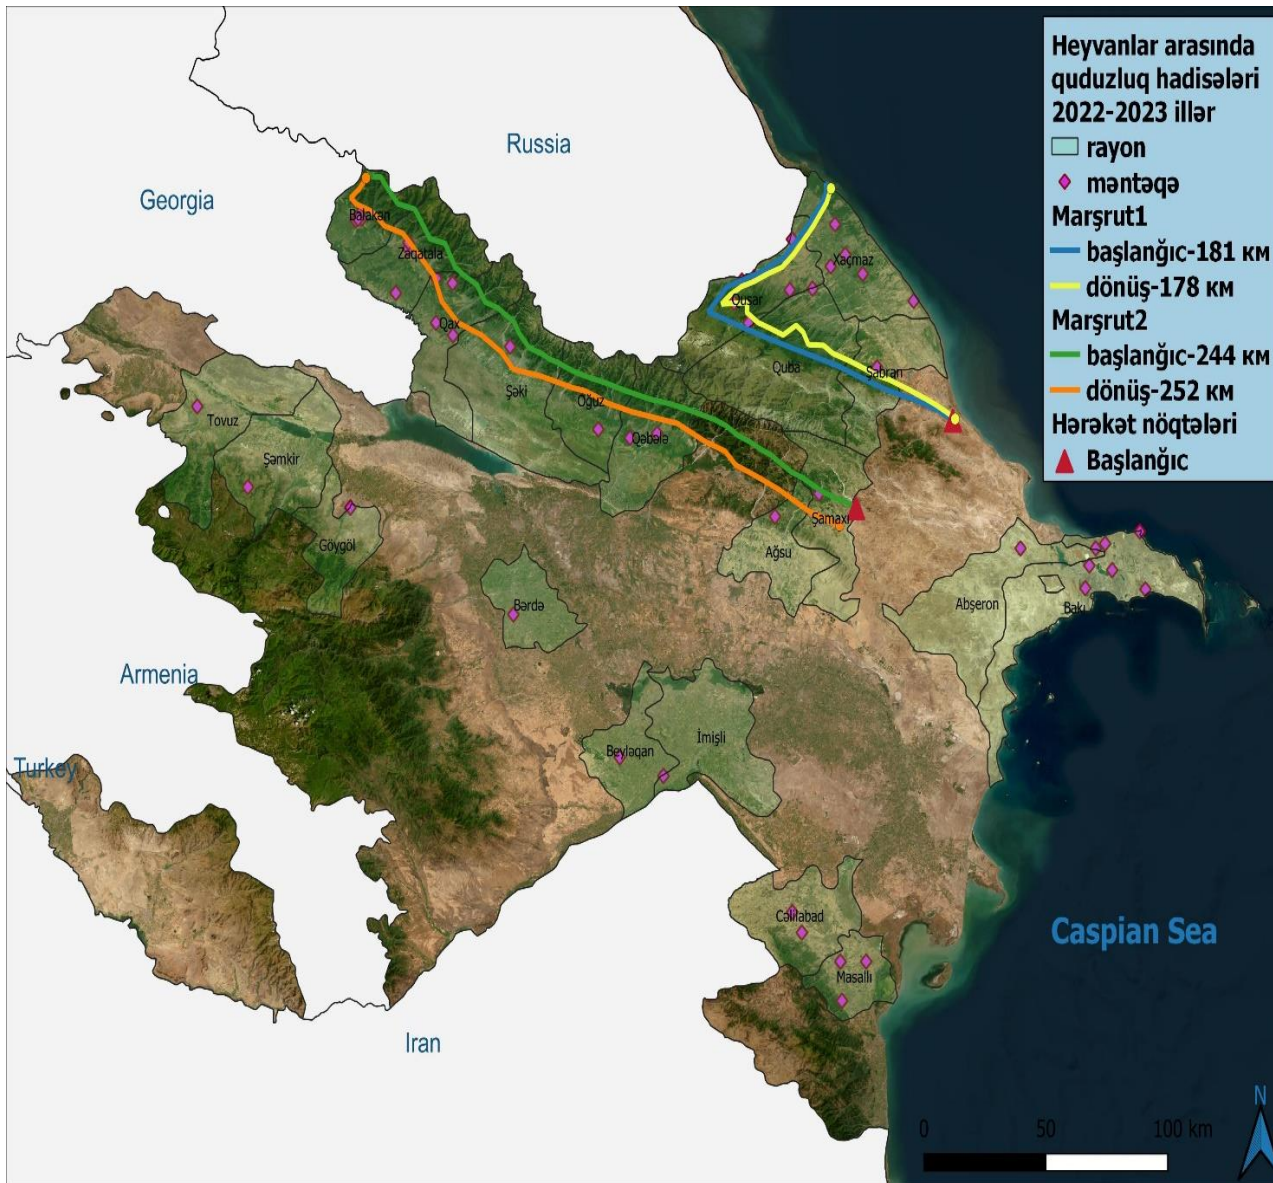 Heyvanlar arasında
quduzluq hadisələri
2022-2023 illər
rayon
məntəqə
Marşrut1
başlanğıc-181 км
dönüş-178 км
Marşrut2
başlanğıc-244 км
dönüş-252 км
Hərəkət nöqtələri
Başlanğıc
Russia
Georgia
Balakən
Zaqatala
Xaçmaz
Qusar
Qax
Quba
Şabran
Şəki
Oğuz
Tovuz
Qəbələ
Şəmkir
Şamaxı
Göygöl
Ağsu
Bərdə
Abşeron
Bakı
Armenia
İmişli
Beyləqan
Turkey
Cəlilabad
Caspian Sea
Masallı
Iran
N
0 50 100 km